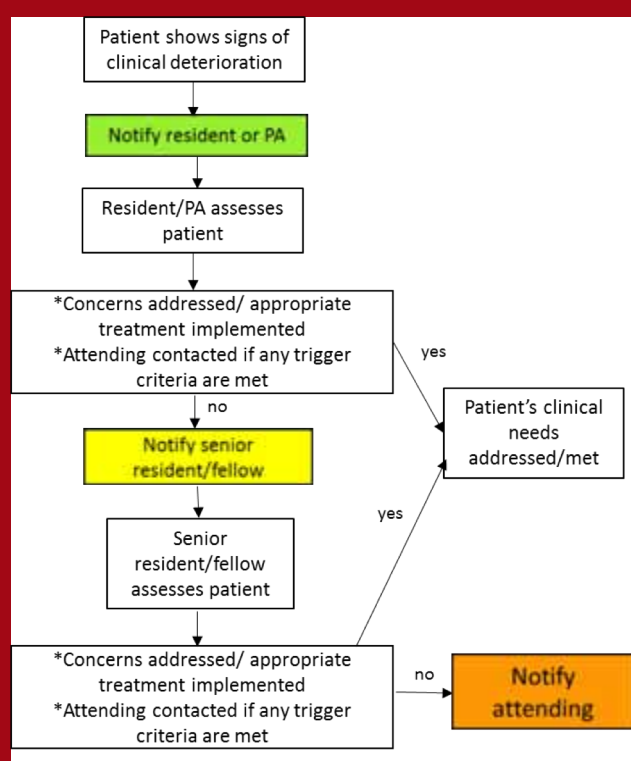 Patient shows signs of
clinical deterioration
Notify resident or PA
Resident/PA assesses
patient
*Concerns addressed/ appropriate
treatment implemented
*Attending contacted if any trigger
criteria are met
yes
no
Patient's clinical
needs
addressed/met
Notify senior
resident/fellow
yes
Senior
resident/fellow
assesses patient
*Concerns addressed/ appropriate
treatment implemented
*Attending contacted if any trigger
criteria are met
no
Notify
attending